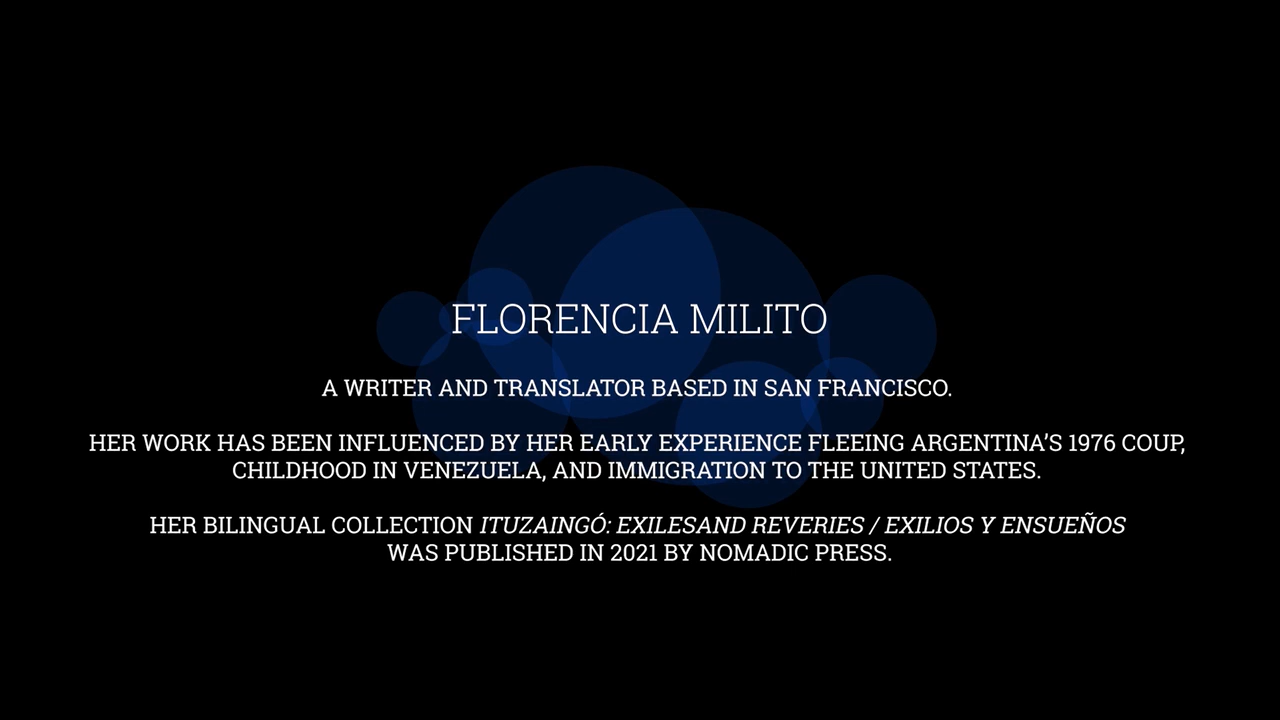 FLORENCIA MILITO
A WRITER AND TRANSLATOR BASED IN SAN FRANCISCO.
HER WORK HAS BEEN INFLUENCED BY HER EARLY EXPERIENCE FLEEING ARGENTINA'S 1976 COUP,
CHILDHOOD IN VENEZUELA, AND IMMIGRATION TO THE UNITED STATES.
HER BILINGUAL COLLECTION ITUZAINGÓ: EXILESAND REVERIES / EXILIOS Y ENSUEÑOS
WAS PUBLISHED IN 2021 BY NOMADIC PRESS.